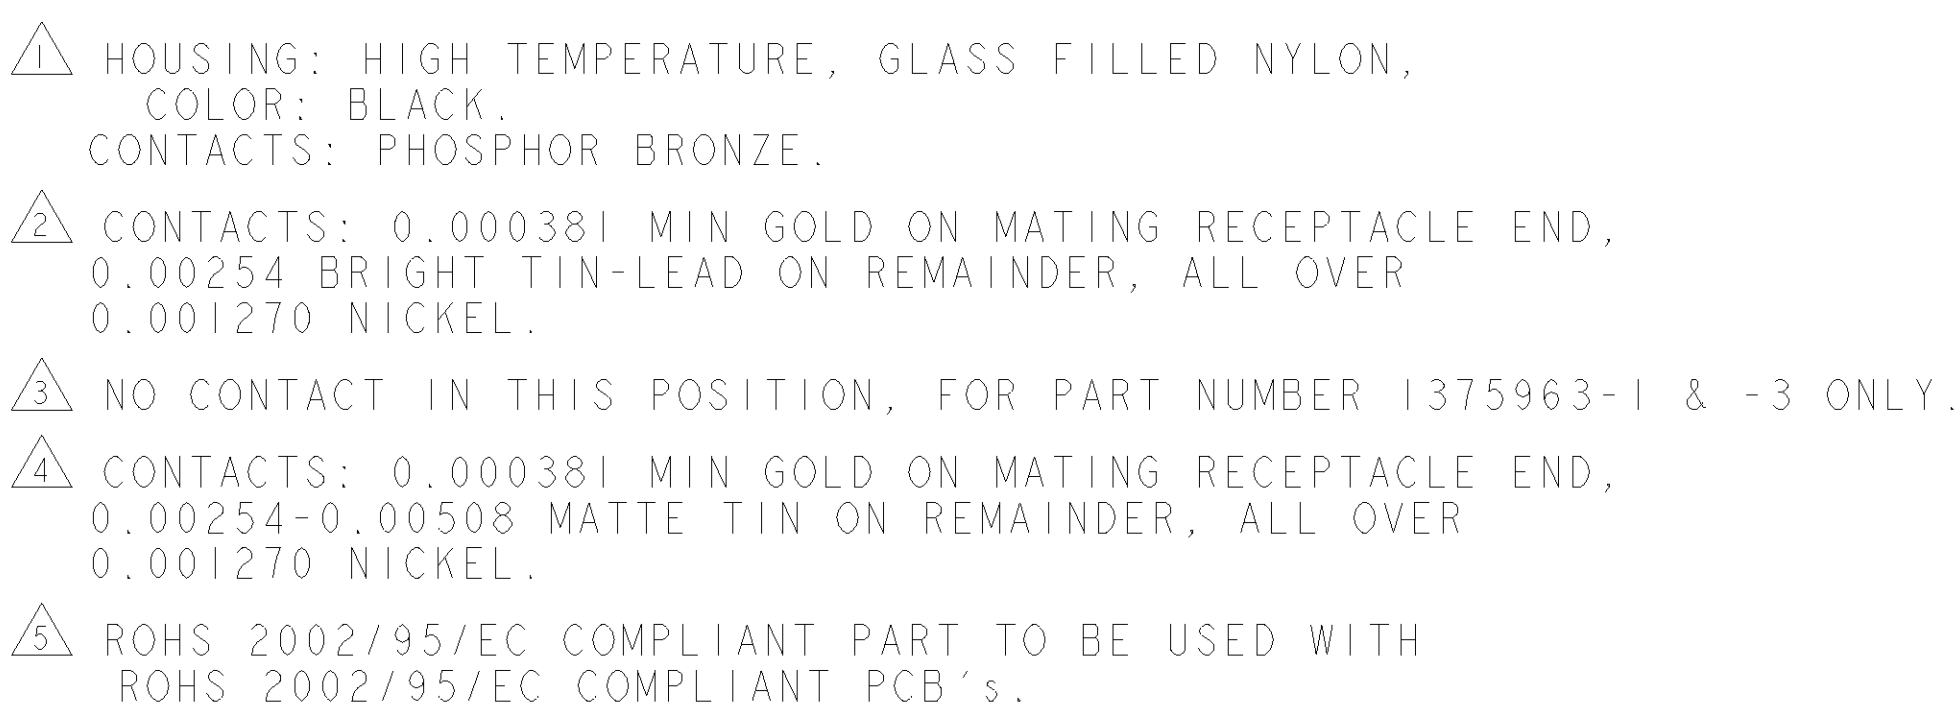 1 HOUSING: HIGH TEMPERATURE, GLASS FILLED NYLON,
COLOR: BLACK.
CONTACTS: PHOSPHOR BRONZE.
2 CONTACTS: 0.000381 MIN GOLD ON MATING RECEPTACLE END,
0.00254 BRIGHT TIN-LEAD ON REMAINDER, ALL OVER
0.001270 NICKEL.
3 NO CONTACT IN THIS POSITION, FOR PART NUMBER 1375963-1 & -3 ONLY.
4 CONTACTS: 0.000381 MIN GOLD ON MATING RECEPTACLE END,
0.00254-0.00508 MATTE TIN ON REMAINDER, ALL OVER
0.001270 NICKEL.
5 ROHS 2002/95/EC COMPLIANT PART TO BE USED WITH
ROHS 2002/95/EC COMPLIANT PCB's.